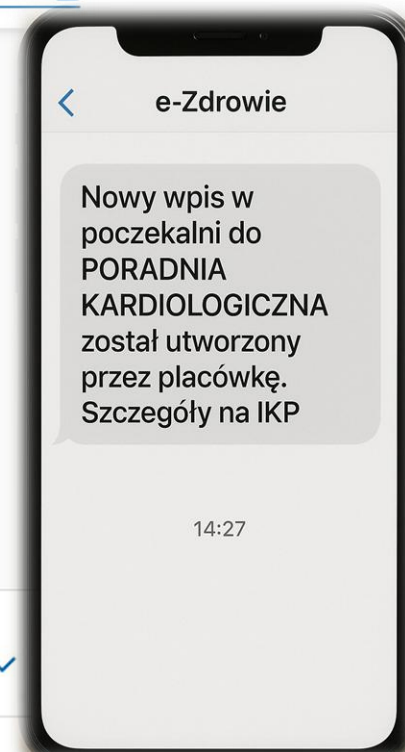 e-Zdrowie
Nowy wpis w
poczekalni do
PORADNIA
KARDIOLOGICZNA
został utworzony
przez placówkę.
Szczegóły na IKP
14:27